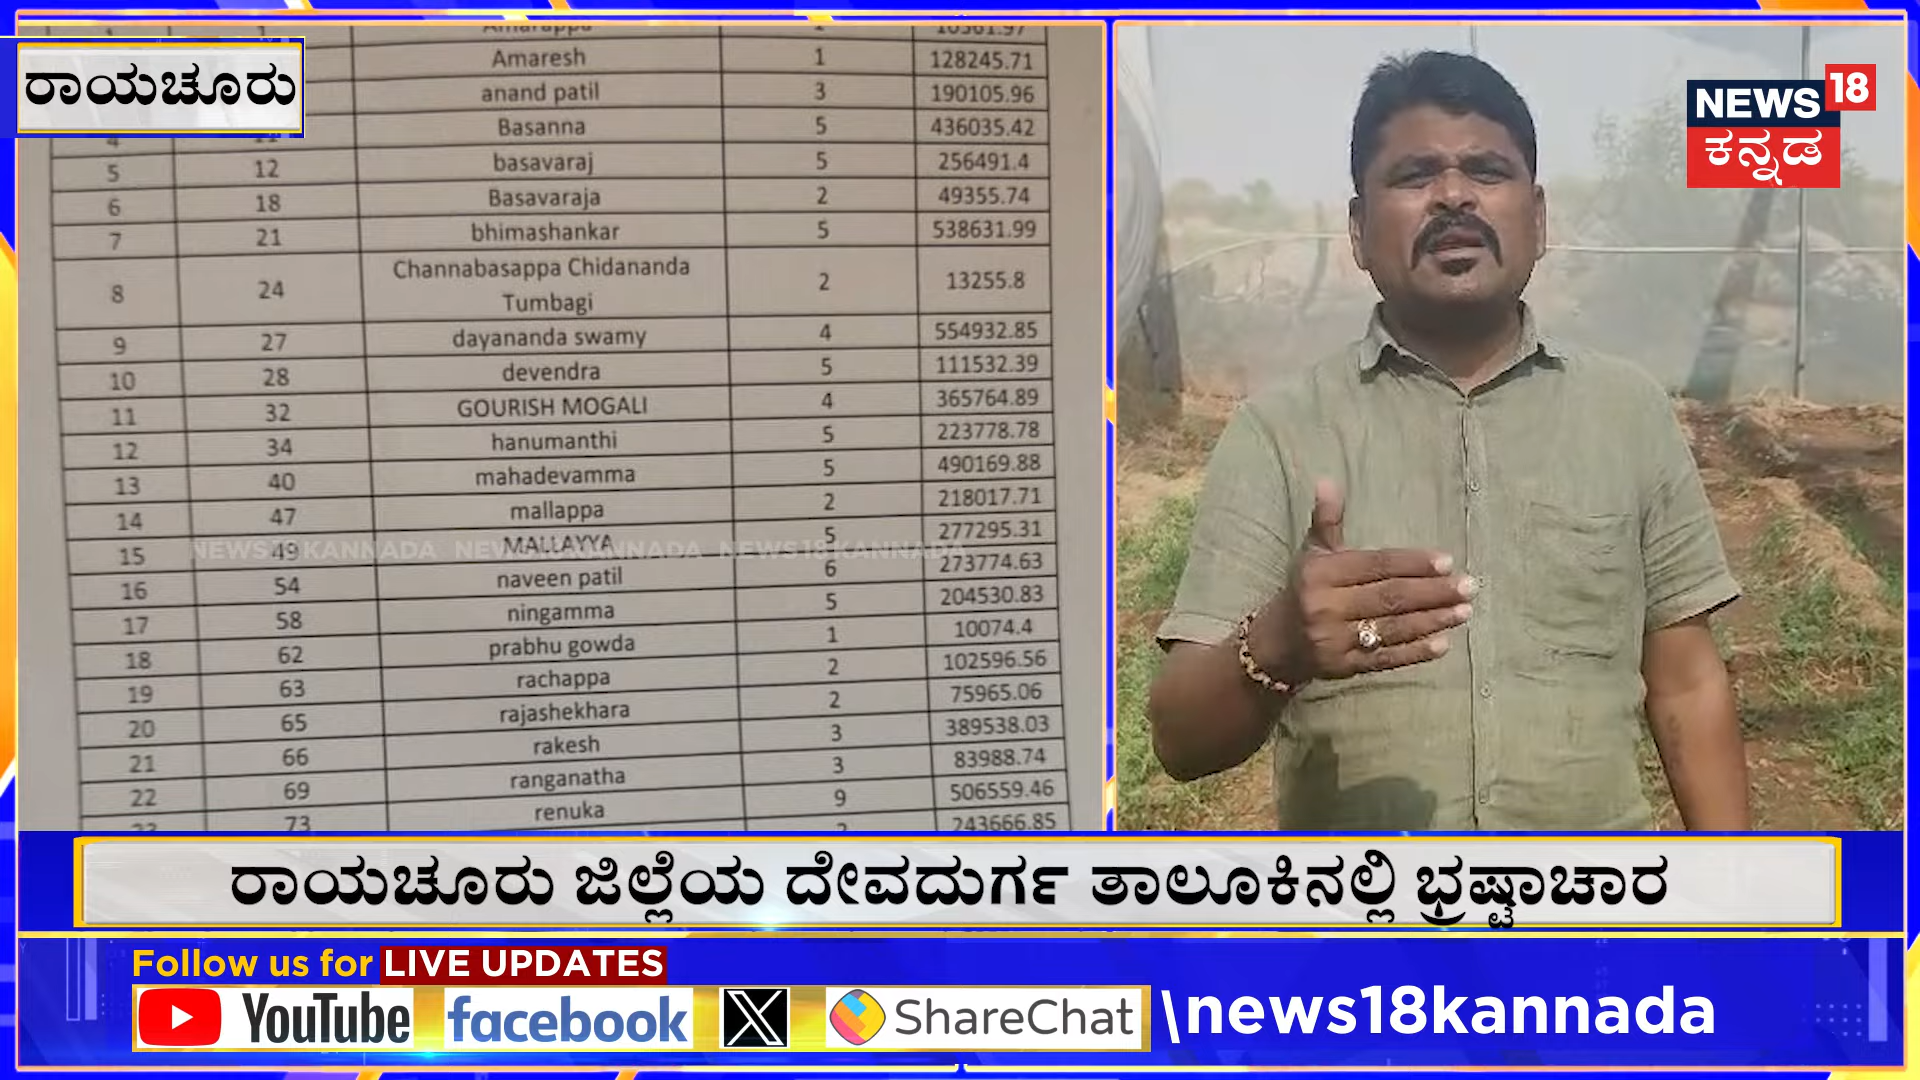 ರಾಯಚೂರು
1 10361.97
Amaresh 1 128245.71
anand patil 3 190105.96
Basanna 5 436035.42
5 12 basavaraj 5 256491.4
6 18 Basavaraja 2 49355.74
7 21 bhimashankar 5 538631.99
8 24 Channabasappa Chidananda 2 13255.8
Tumbagi
9 27 dayananda swamy 4 554932.85
10 28 devendra 5 111532.39
11 32 GOURISH MOGALI 4 365764.89
12 34 hanumanthi 5 223778.78
13 40 mahadevamma 5 490169.88
14 47 mallappa 2 218017.71
15 49 MALLAYYA 5 277295.31
16 54 naveen patil 6 273774.63
17 58 ningamma 5 204530.83
18 62 prabhu gowda 1 10074.4
19 63 rachappa 2 102596.56
20 65 rajashekhara 2 75965.06
21 66 rakesh 3 389538.03
22 69 ranganatha 3 83988.74
73 renuka 9 506559.46
243666.85
NEWS18 KANNADA NEWS18 KANNADA NEWS18 KANNADA
NEWS 18
ಕನ್ನಡ
ರಾಯಚೂರು ಜಿಲ್ಲೆಯ ದೇವದುರ್ಗ ತಾಲೂಕಿನಲ್ಲಿ ಭ್ರಷ್ಟಾಚಾರ
Follow us for LIVE UPDATES
YouTube facebook X ShareChat \news18kannada